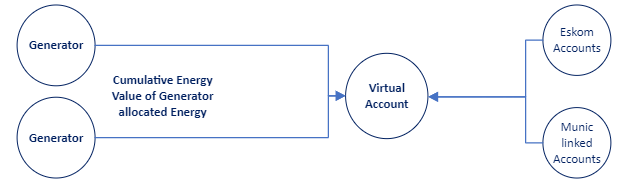 Generator
Cumulative Energy
Value of Generator
allocated Energy
Generator
Virtual
Account
Eskom
Accounts
Munic
linked
Accounts